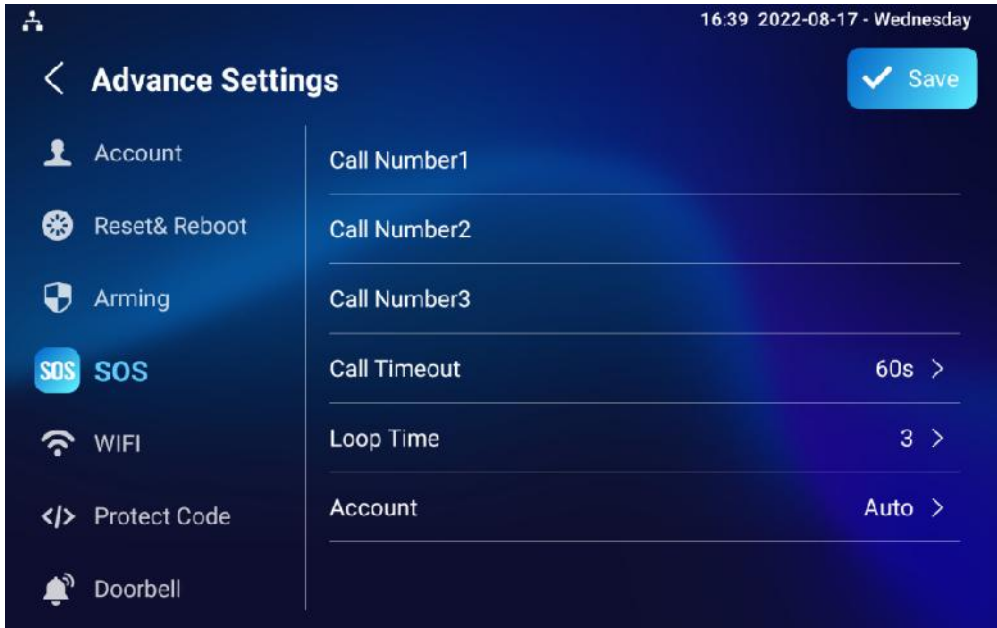 16:39 2022-08-17 - Wednesday
Advance Settings
Save
Account
Reset& Reboot
Arming
SOS SOS
WIFI
</> Protect Code
Doorbell
Call Number1
Call Number2
Call Number3
Call Timeout 60s >
Loop Time 3 >
Account Auto >